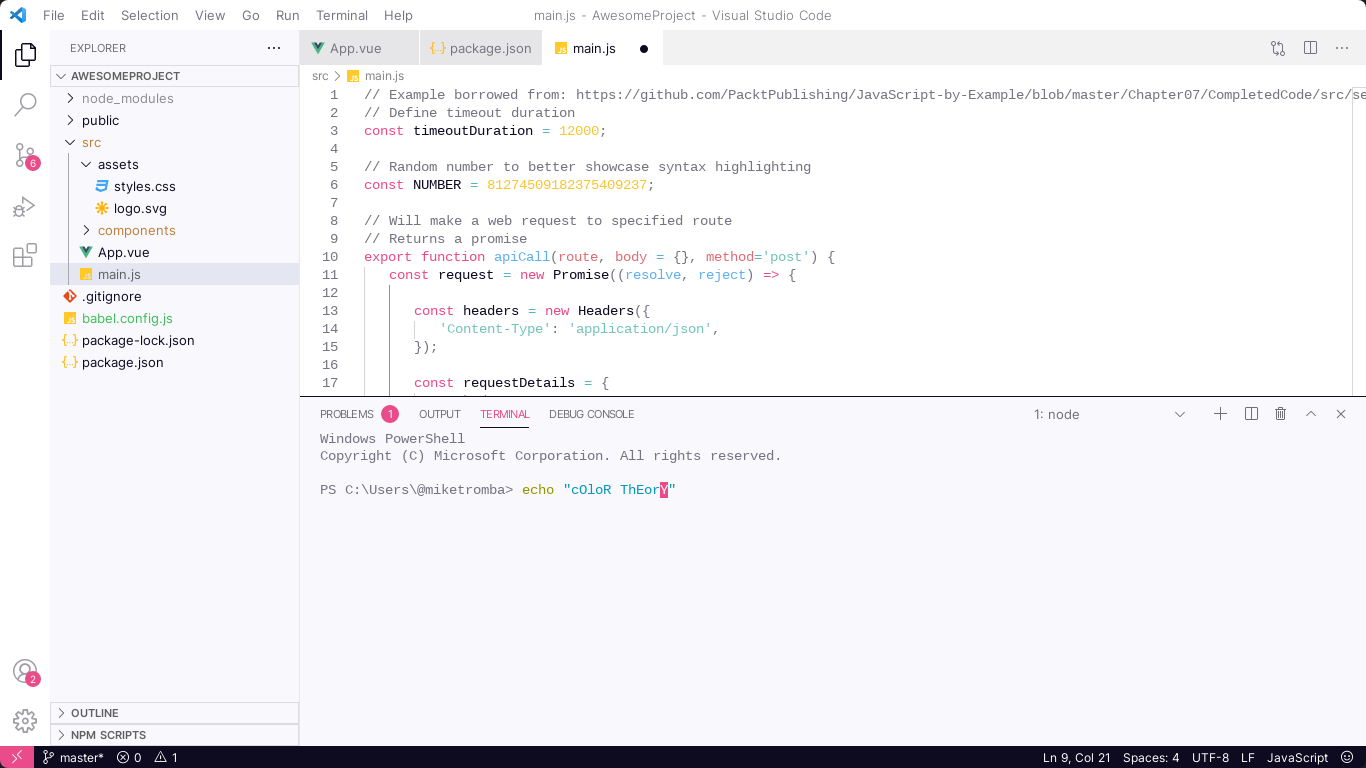 File Edit Selection View Go Run Terminal Help main.js - AwesomeProject - Visual Studio Code
EXPLORER
AWESOMEPROJECT
node_modules
public
src
assets
styles.css
logo.svg
components
App.vue
main.js
.gitignore
babel.config.js
package-lock.json
package.json
OUTLINE
NPM SCRIPTS
6
2
App.vue package.json main.js
src main.js
1 // Example borrowed from: https://github.com/PacktPublishing/JavaScript-by-Example/blob/master/Chapter07/CompletedCode/src/se
2 // Define timeout duration
3 const timeoutDuration = 12000;
4
5 // Random number to better showcase syntax highlighting
6 const NUMBER = 81274509182375409237;
7
8 // Will make a web request to specified route
9 // Returns a promise
10 export function apiCall(route, body = {}, method='post') {
11 const request = new Promise((resolve, reject) => {
12
13 const headers = new Headers({
14 'Content-Type': 'application/json',
15 });
16
17 const requestDetails = {
PROBLEMS 1 OUTPUT TERMINAL DEBUG CONSOLE 1: node
Windows PowerShell
Copyright (C) Microsoft Corporation. All rights reserved.
PS C:\Users\@miketromba> echo "cOloR ThEorY"
master* 0 1 Ln 9, Col 21 Spaces: 4 UTF-8 LF JavaScript